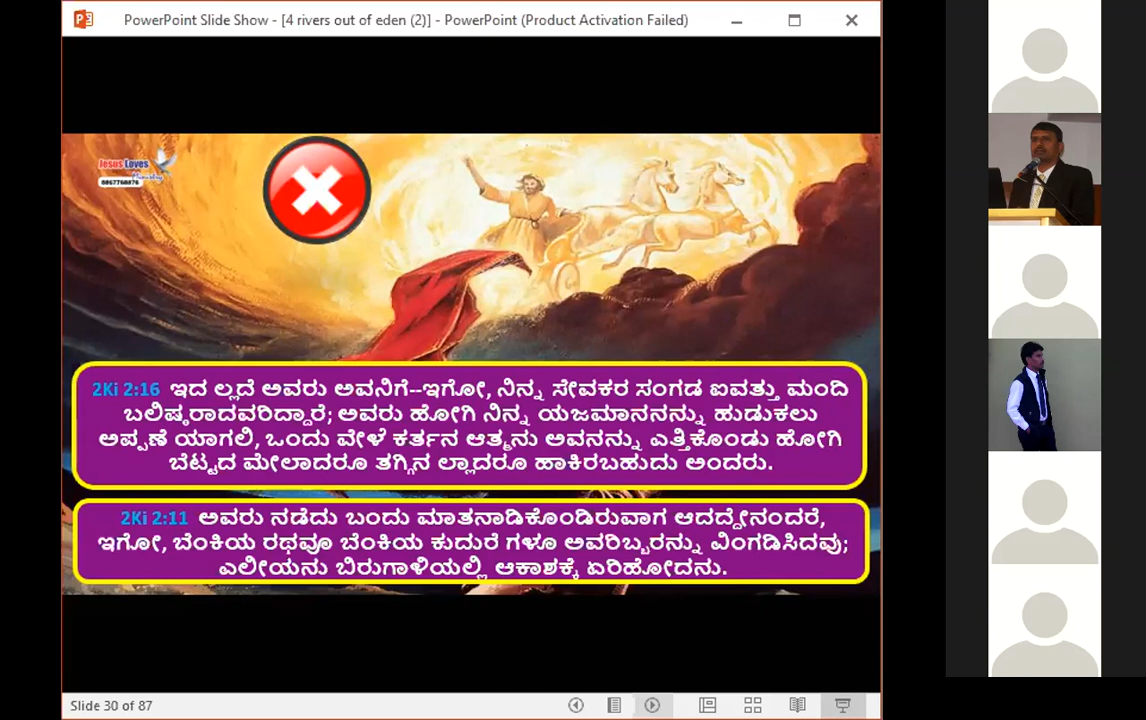 PowerPoint Slide Show - [4 rivers out of eden (2)] - PowerPoint (Product Activation Failed)
Jesus Loves
Ministry
2Ki 2:16 ಇದ ಲ್ಲದೆ ಅವರು ಅವನಿಗೆ--ಇಗೋ, ನಿನ್ನ ಸೇವಕರ ಸಂಗಡ ಐವತ್ತು ಮಂದಿ
ಬಲಿಷ್ಠರಾದವರಿದ್ದಾರೆ; ಅವರು ಹೋಗಿ ನಿನ್ನ ಯಜಮಾನನನ್ನು ಹುಡುಕಲು
ಅಪ್ಪಣೆ ಯಾಗಲಿ, ಒಂದು ವೇಳೆ ಕರ್ತನ ಆತ್ಮನು ಅವನನ್ನು ಎತ್ತಿಕೊಂಡು ಹೋಗಿ
ಬೆಟ್ಟದ ಮೇಲಾದರೂ ತಗ್ಗಿನ ಲ್ಲಾದರೂ ಹಾಕಿರಬಹುದು ಅಂದರು.
2Ki 2:11 ಅವರು ನಡೆದು ಬಂದು ಮಾತನಾಡಿಕೊಂಡಿರುವಾಗ ಆದದ್ದೇನಂದರೆ,
ಇಗೋ, ಬೆಂಕಿಯ ರಥವೂ ಬೆಂಕಿಯ ಕುದುರೆ ಗಳೂ ಅವರಿಬ್ಬರನ್ನು ವಿಂಗಡಿಸಿದವು;
ಎಲೀಯನು ಬಿರುಗಾಳಿಯಲ್ಲಿ ಆಕಾಶಕ್ಕೆ ಏರಿಹೋದನು.
Slide 30 of 87